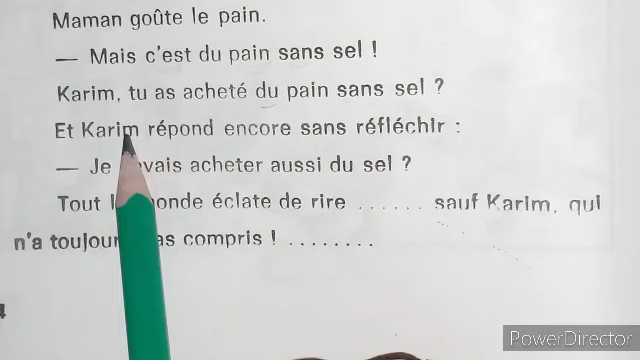 Maman goûte le pain.
— Mais c'est du pain sans sel !
Karim, tu as acheté du pain sans sel ?
Et Karim répond encore sans réfléchir :
— Je vais acheter aussi du sel ?
Tout monde éclate de rire ...... sauf Karim, qui
n'a toujours pas compris ! ........
PowerDirector